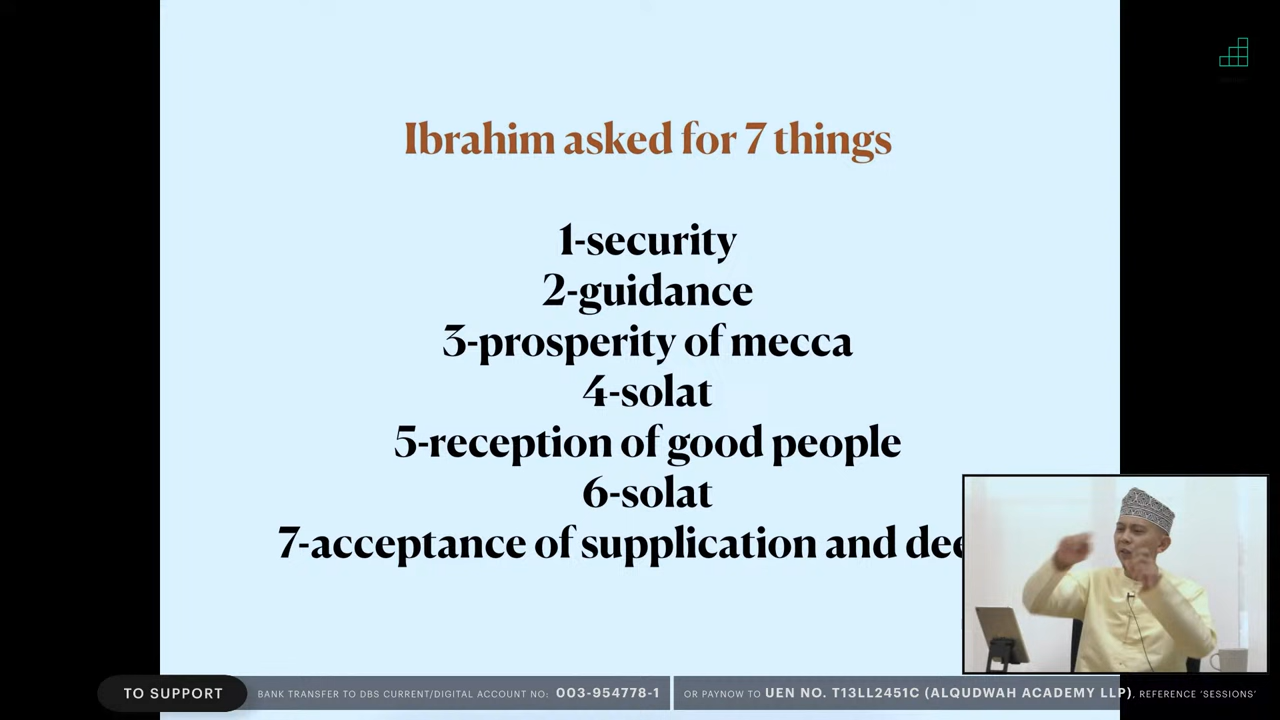 Ibrahim asked for 7 things
1-security
2-guidance
3-prosperity of mecca
4-solat
5-reception of good people
6-solat
7-acceptance of supplication and
TO SUPPORT
BANK TRANSFER TO DBS CURRENT/DIGITAL ACCOUNT NO: 003-954778-1
OR PAYNOW TO UEN NO. T13LL2451C (ALQUDWAH ACADEMY LLP), REFERENCE 'SESSIONS'